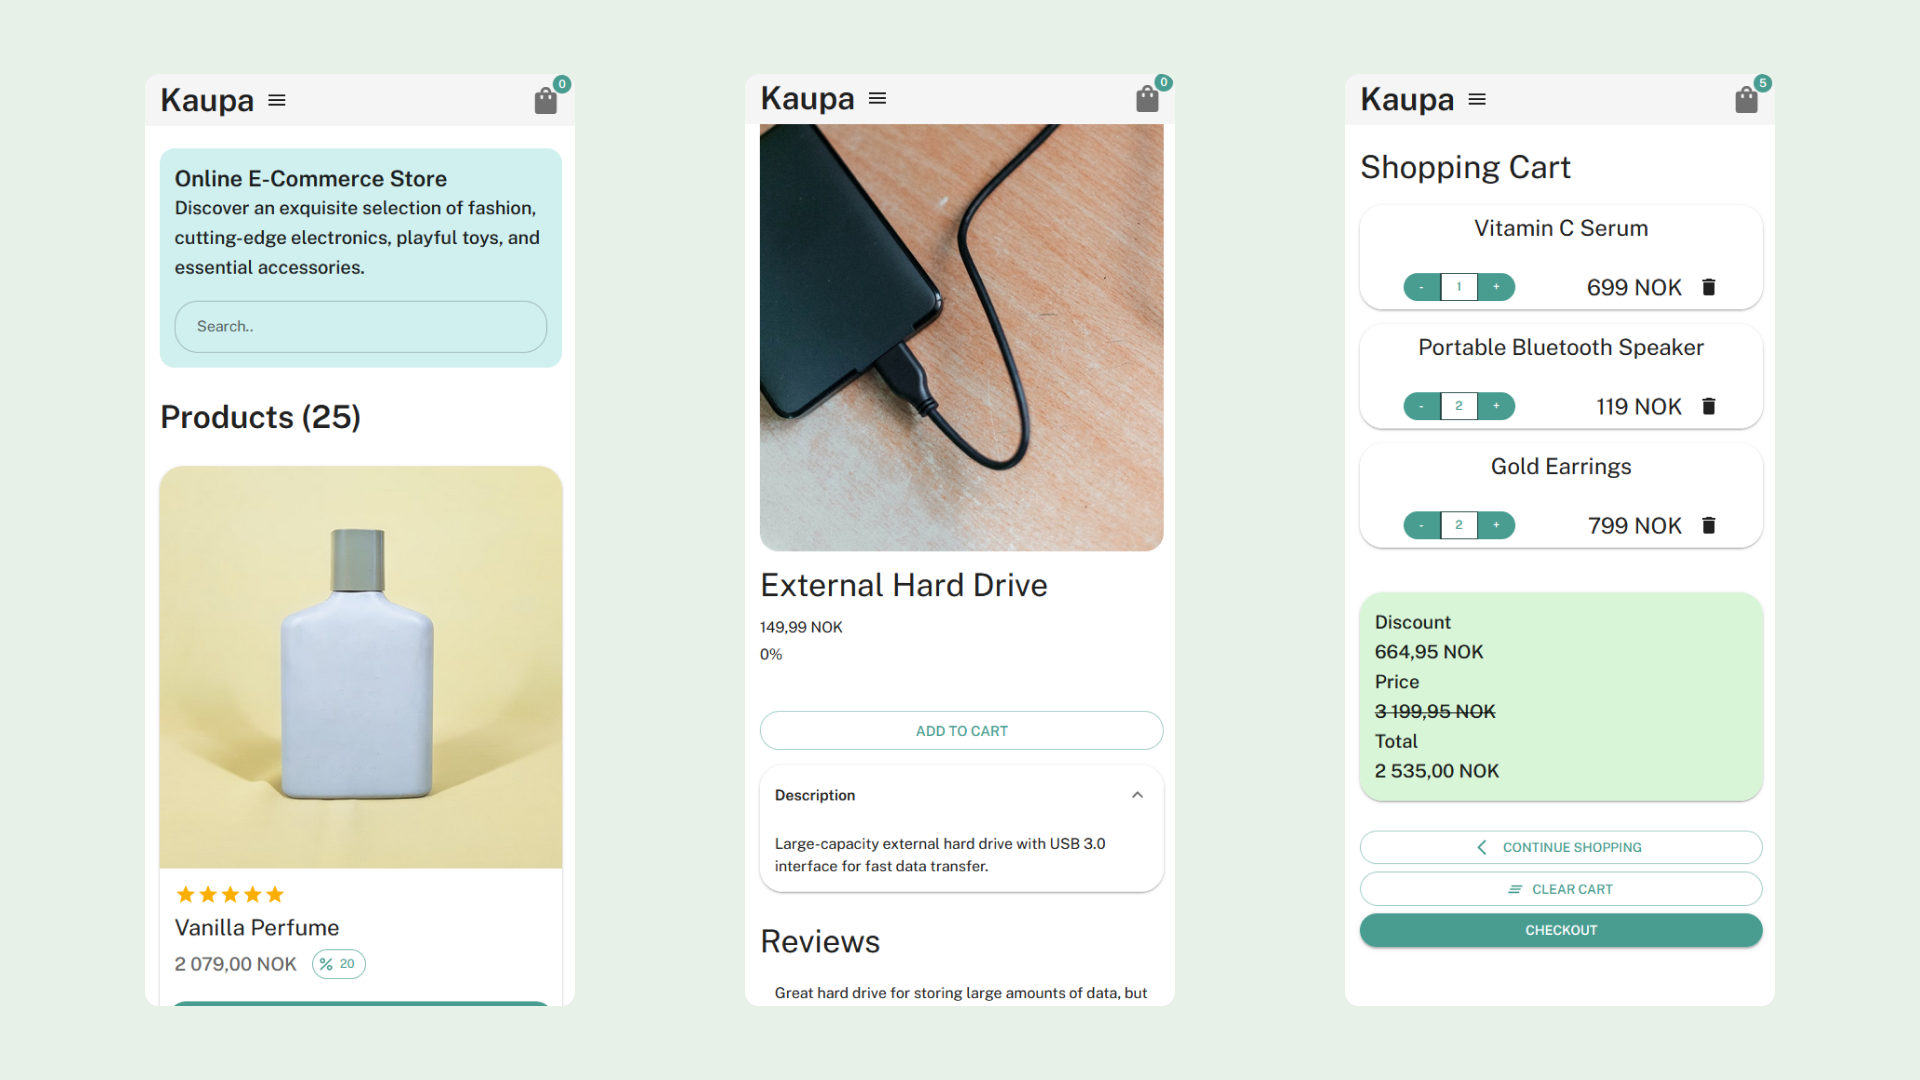 Kaupa
0
Online E-Commerce Store
Discover an exquisite selection of fashion,
cutting-edge electronics, playful toys, and
essential accessories.
Search..
Products (25)
Vanilla Perfume
2 079,00 NOK % 20
Kaupa
0
External Hard Drive
149,99 NOK
0%
ADD TO CART
Description
Large-capacity external hard drive with USB 3.0
interface for fast data transfer.
Reviews
Great hard drive for storing large amounts of data, but
Kaupa
5
Shopping Cart
Vitamin C Serum
- 1 + 699 NOK
Portable Bluetooth Speaker
- 2 + 119 NOK
Gold Earrings
- 2 + 799 NOK
Discount
664,95 NOK
Price
3 199,95 NOK
Total
2 535,00 NOK
CONTINUE SHOPPING
CLEAR CART
CHECKOUT